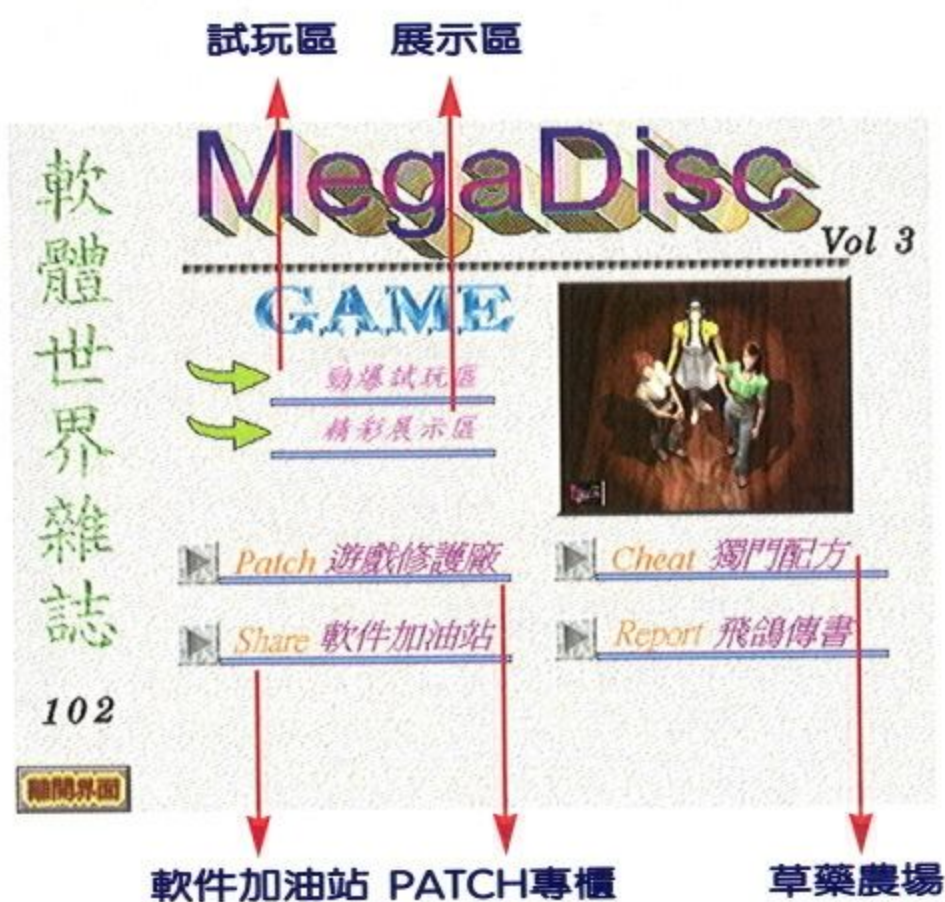 試玩區 展示區
軟體世界雜誌
MegaDisc
Vol 3
GAME
勁爆試玩區
精彩展示區
Patch 遊戲修護廠
Cheat 獨門配方
Share 軟件加油站
Report 飛鴿傳書
102
離開界面
軟件加油站 PATCH專櫃 草藥農場